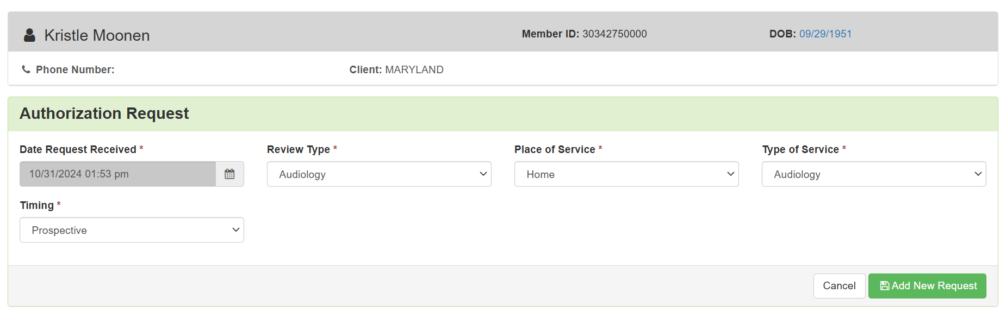 Kristle Moonen
Member ID: 30342750000
DOB: 09/29/1951
Phone Number:
Client: MARYLAND
Authorization Request
Date Request Received *
Review Type *
Place of Service *
Type of Service *
10/31/2024 01:53 pm
Audiology
Home
Audiology
Timing *
Prospective
Cancel
Add New Request